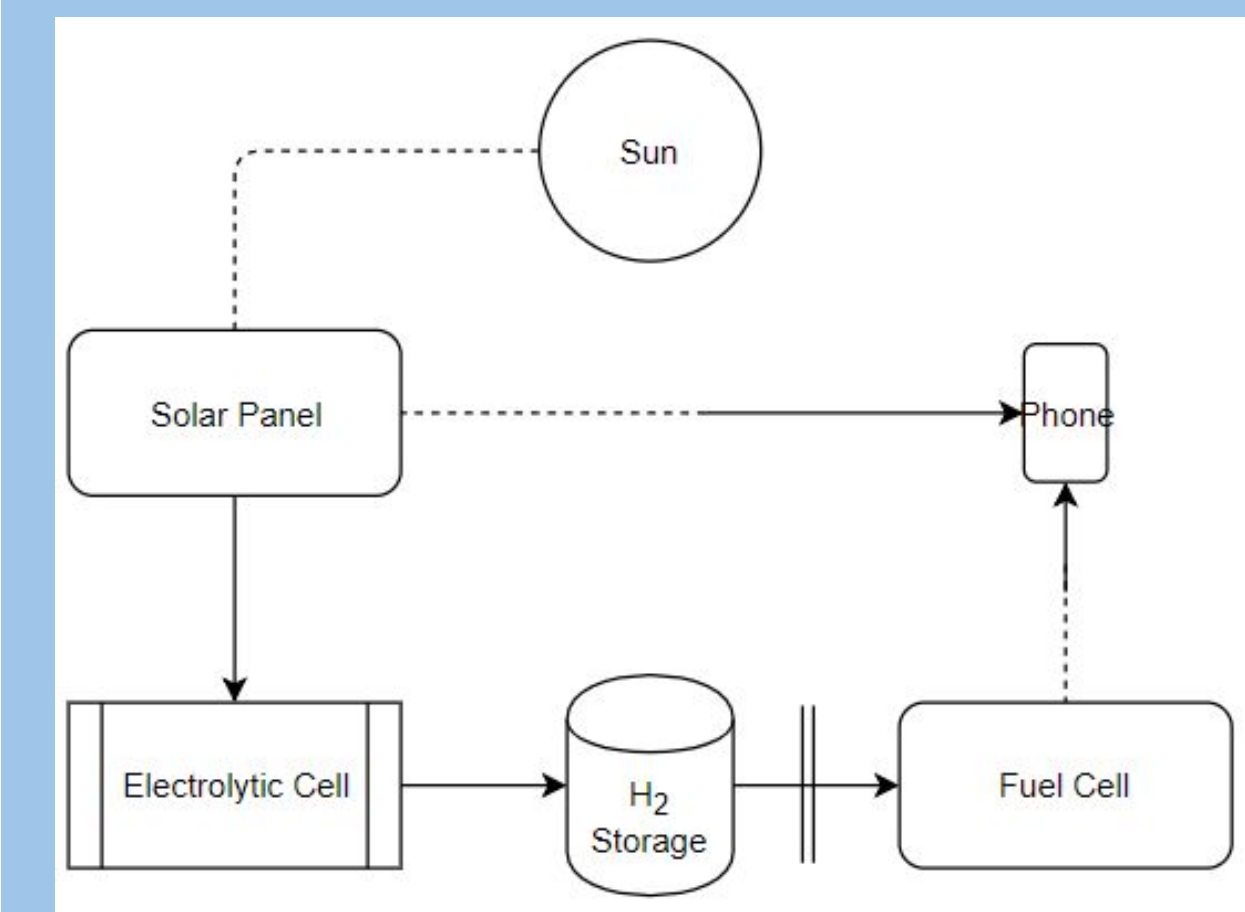 Sun
Solar Panel
Phone
Electrolytic Cell
H₂
Storage
Fuel Cell